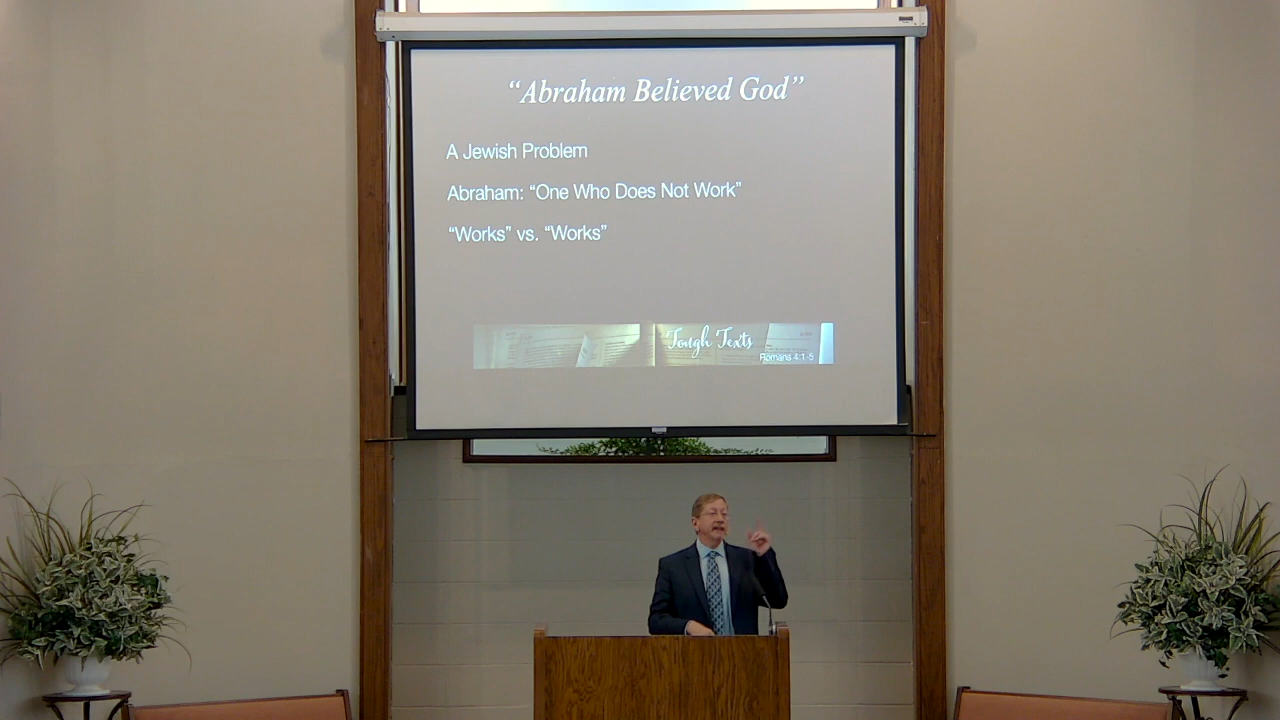 “Abraham Believed God”
A Jewish Problem
Abraham: “One Who Does Not Work”
“Works” vs. “Works”
Tough Texts
Romans 4:1-5